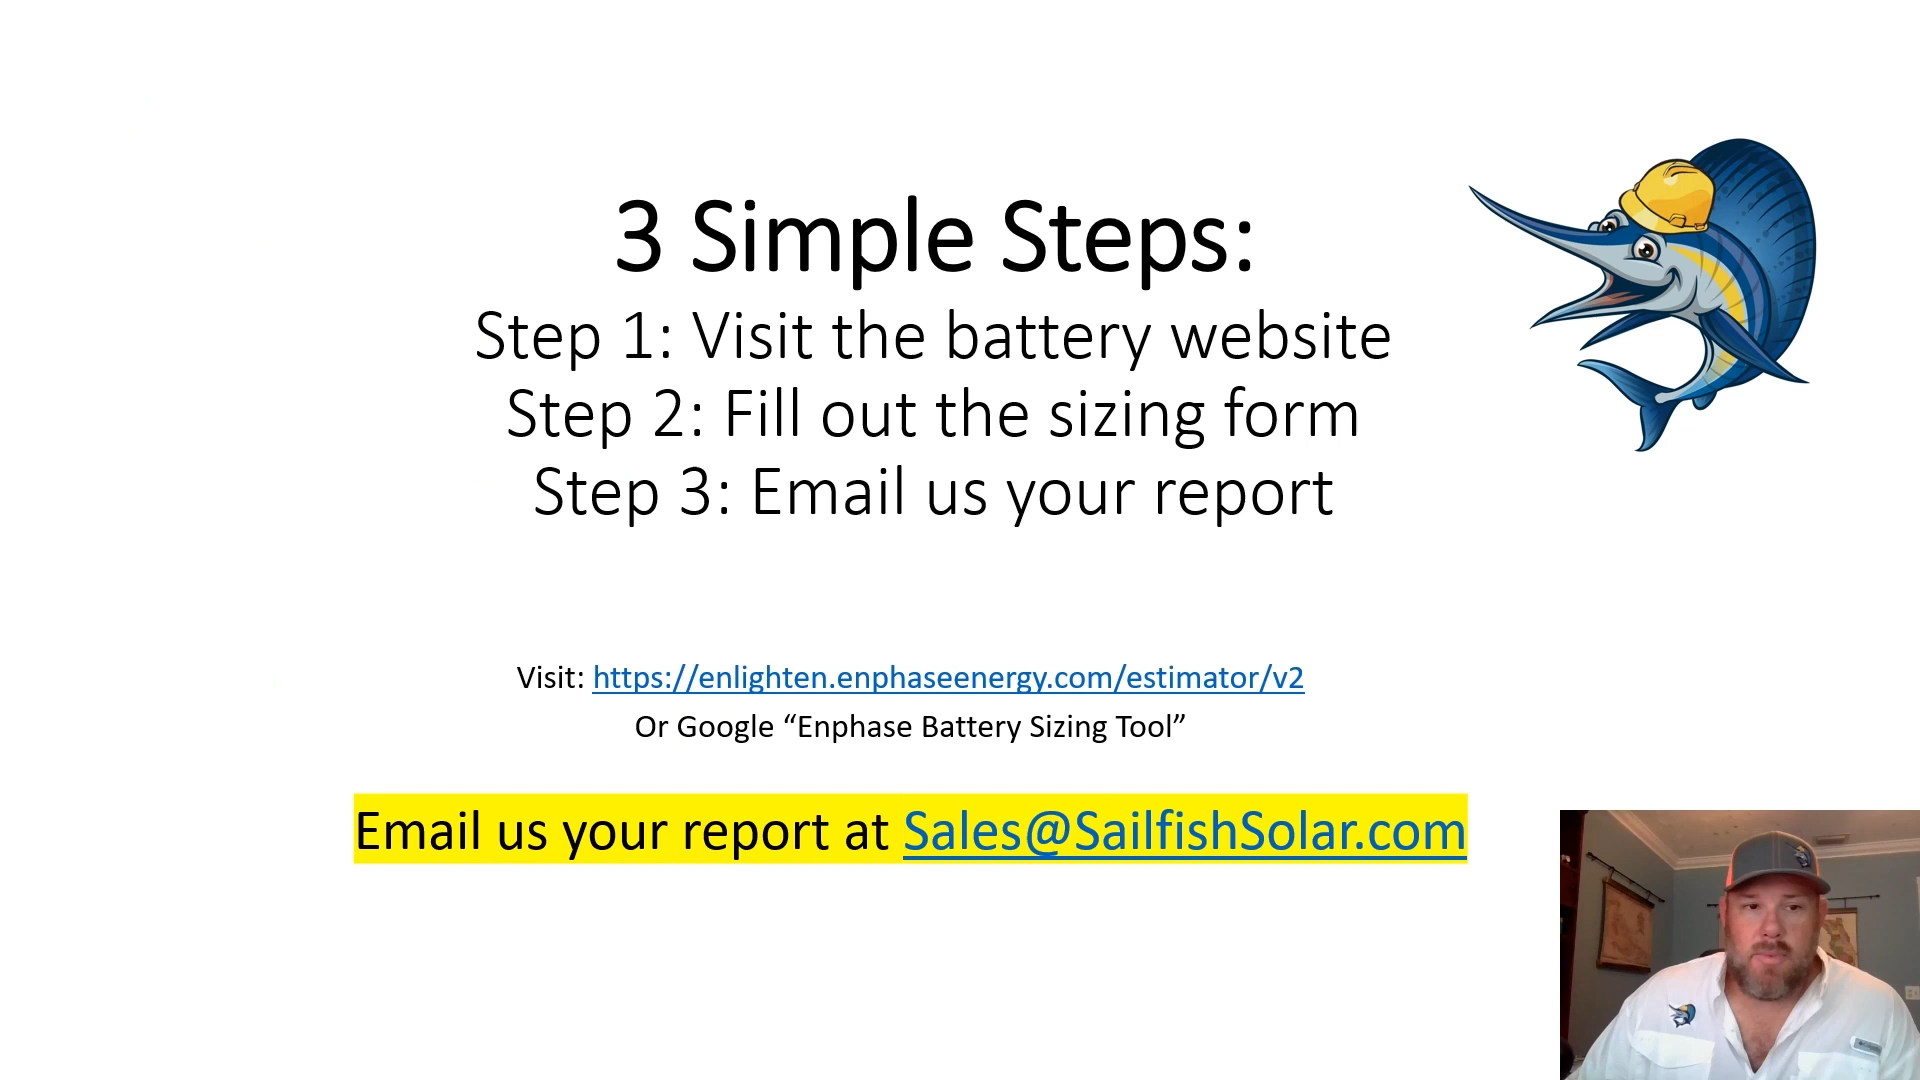 3 Simple Steps:
Step 1: Visit the battery website
Step 2: Fill out the sizing form
Step 3: Email us your report
Visit: https://enlighten.enphaseenergy.com/estimator/v2
Or Google “Enphase Battery Sizing Tool”
Email us your report at Sales@SailfishSolar.com